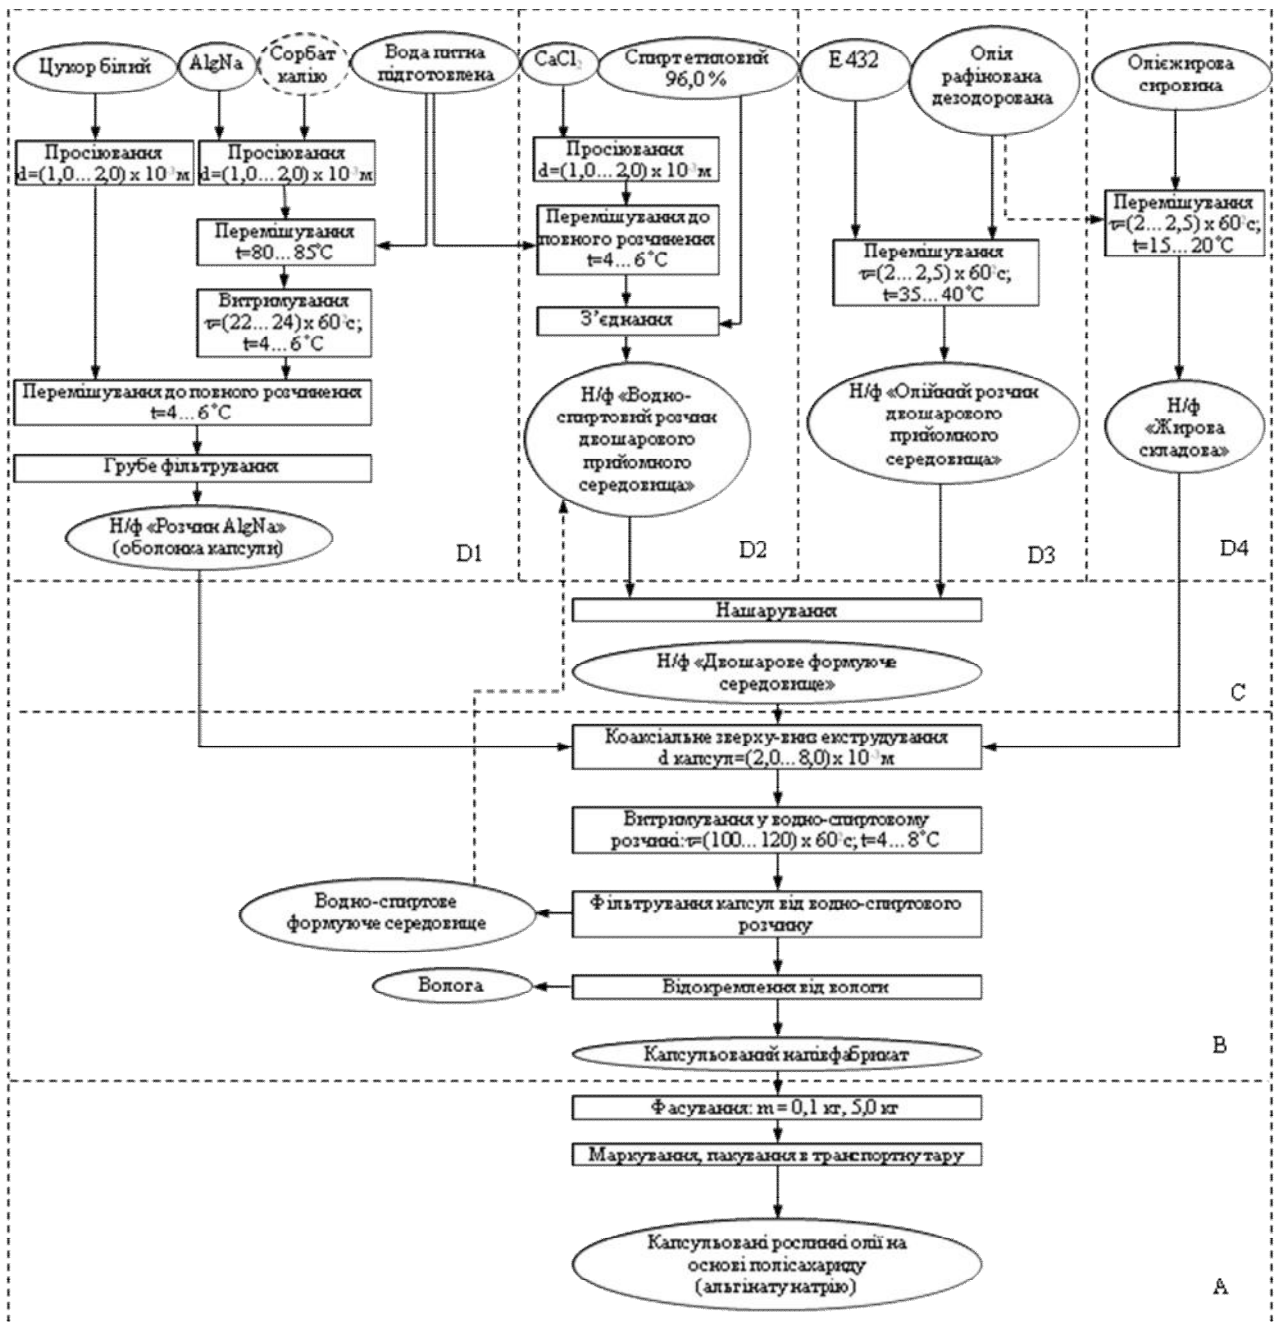 Цукор білий
AlgNa
Сорбат
калію
Вода питна
підготовлена
CaCl₂
Спирт етиловий
96,0 %
Е 432
Олія
рафінована
дезодорована
Олієжирова
сировина
Просіювання
d=(1,0... 2,0) x 10⁻³м
Просіювання
d=(1,0... 2,0) x 10⁻³м
Просіювання
d=(1,0... 2,0) x 10⁻³м
Перемішування
t=80... 85°C
Перемішування до
повного розчинення
t=4... 6°C
Перемішування
τ=(2... 2,5) x 60²с;
t=35... 40°C
Перемішування
τ=(2... 2,5) x 60²с;
t=15... 20°C
Витримування
τ=(22... 24) x 60²с;
t=4... 6°C
З’єднання
Перемішування до повного розчинення
t=4... 6°C
Грубе фільтрування
Н/ф «Розчин AlgNa»
(оболонка капсули)
Н/ф «Водно-
спиртовий розчин
двошарового
прийомного
середовища»
Н/ф «Олійний розчин
двошарового
прийомного
середовища»
Н/ф
«Жирова
складова»
D1
D2
D3
D4
Нашарування
Н/ф «Двошарове формуюче
середовище»
C
Коаксіальне зверху-вниз екструдування
d капсул=(2,0... 8,0) x 10⁻³м
Витримування у водно-спиртовому
розчині: τ=(100... 120) x 60²с; t=4... 8°C
Фільтрування капсул від водно-спиртового
розчину
Водно-спиртове
формуюче середовище
Відокремлення від вологи
Волога
Капсульований напівфабрикат
B
Фасування: m = 0,1 кг, 5,0 кг
Маркування, пакування в транспортну тару
Капсульовані рослинні олії на
основі полісахариду
(альгінату натрію)
A